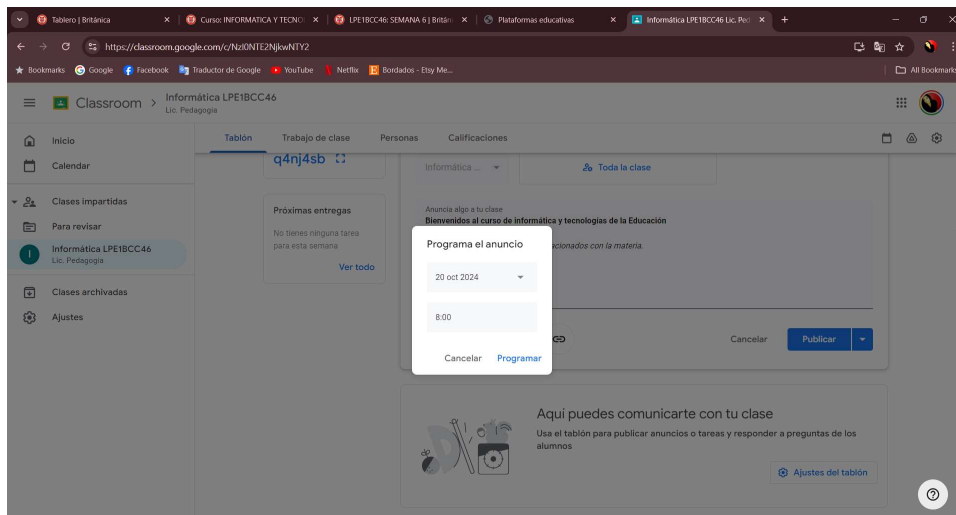 Tablero | Británica
Curso: INFORMATICA Y TECNO
LPE1BCC46: SEMANA 6 | Britán
Plataformas educativas
Informática LPE1BCC46 Lic. Ped
https://classroom.google.com/c/NzI0NTE2NjkwNTY2
Bookmarks Google Facebook Traductor de Google YouTube Netflix Bordados - Etsy Me...
All Bookmarks
Classroom > Informática LPE1BCC46
Lic. Pedagogía
Inicio
Calendar
Clases impartidas
Para revisar
I Informática LPE1BCC46
Lic. Pedagogia
Clases archivadas
Ajustes
Tablón Trabajo de clase Personas Calificaciones
q4nj4sb
Próximas entregas
No tienes ninguna tarea
para esta semana
Ver todo
Informática ...
Toda la clase
Anuncia algo a tu clase
Bienvenidos al curso de informática y tecnologías de la Educación
acionados con la materia.
Programa el anuncio
20 oct 2024
8:00
Cancelar Programar
Cancelar Publicar
Aquí puedes comunicarte con tu clase
Usa el tablón para publicar anuncios o tareas y responder a preguntas de los
alumnos
Ajustes del tablón